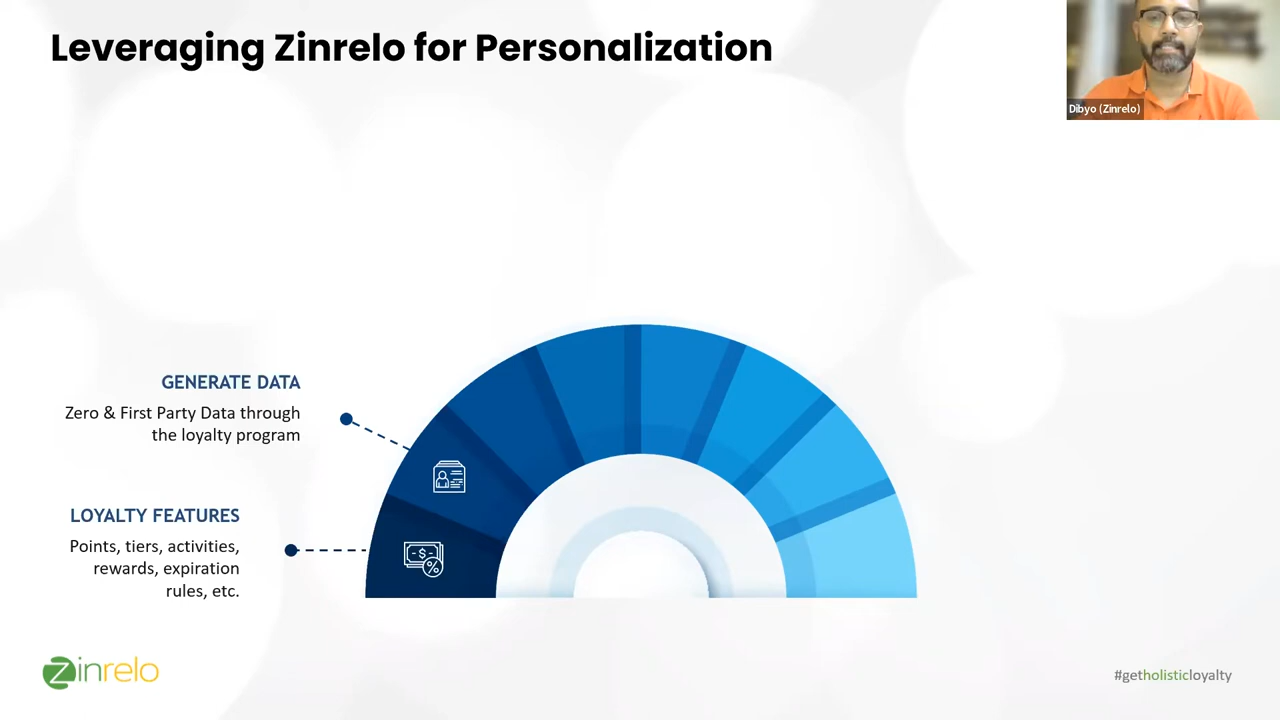 Leveraging Zinrelo for Personalization
Dibyo (Zinrelo)
GENERATE DATA
Zero & First Party Data through
the loyalty program
LOYALTY FEATURES
Points, tiers, activities,
rewards, expiration
rules, etc.
$
%
zinrelo
#getholisticloyalty